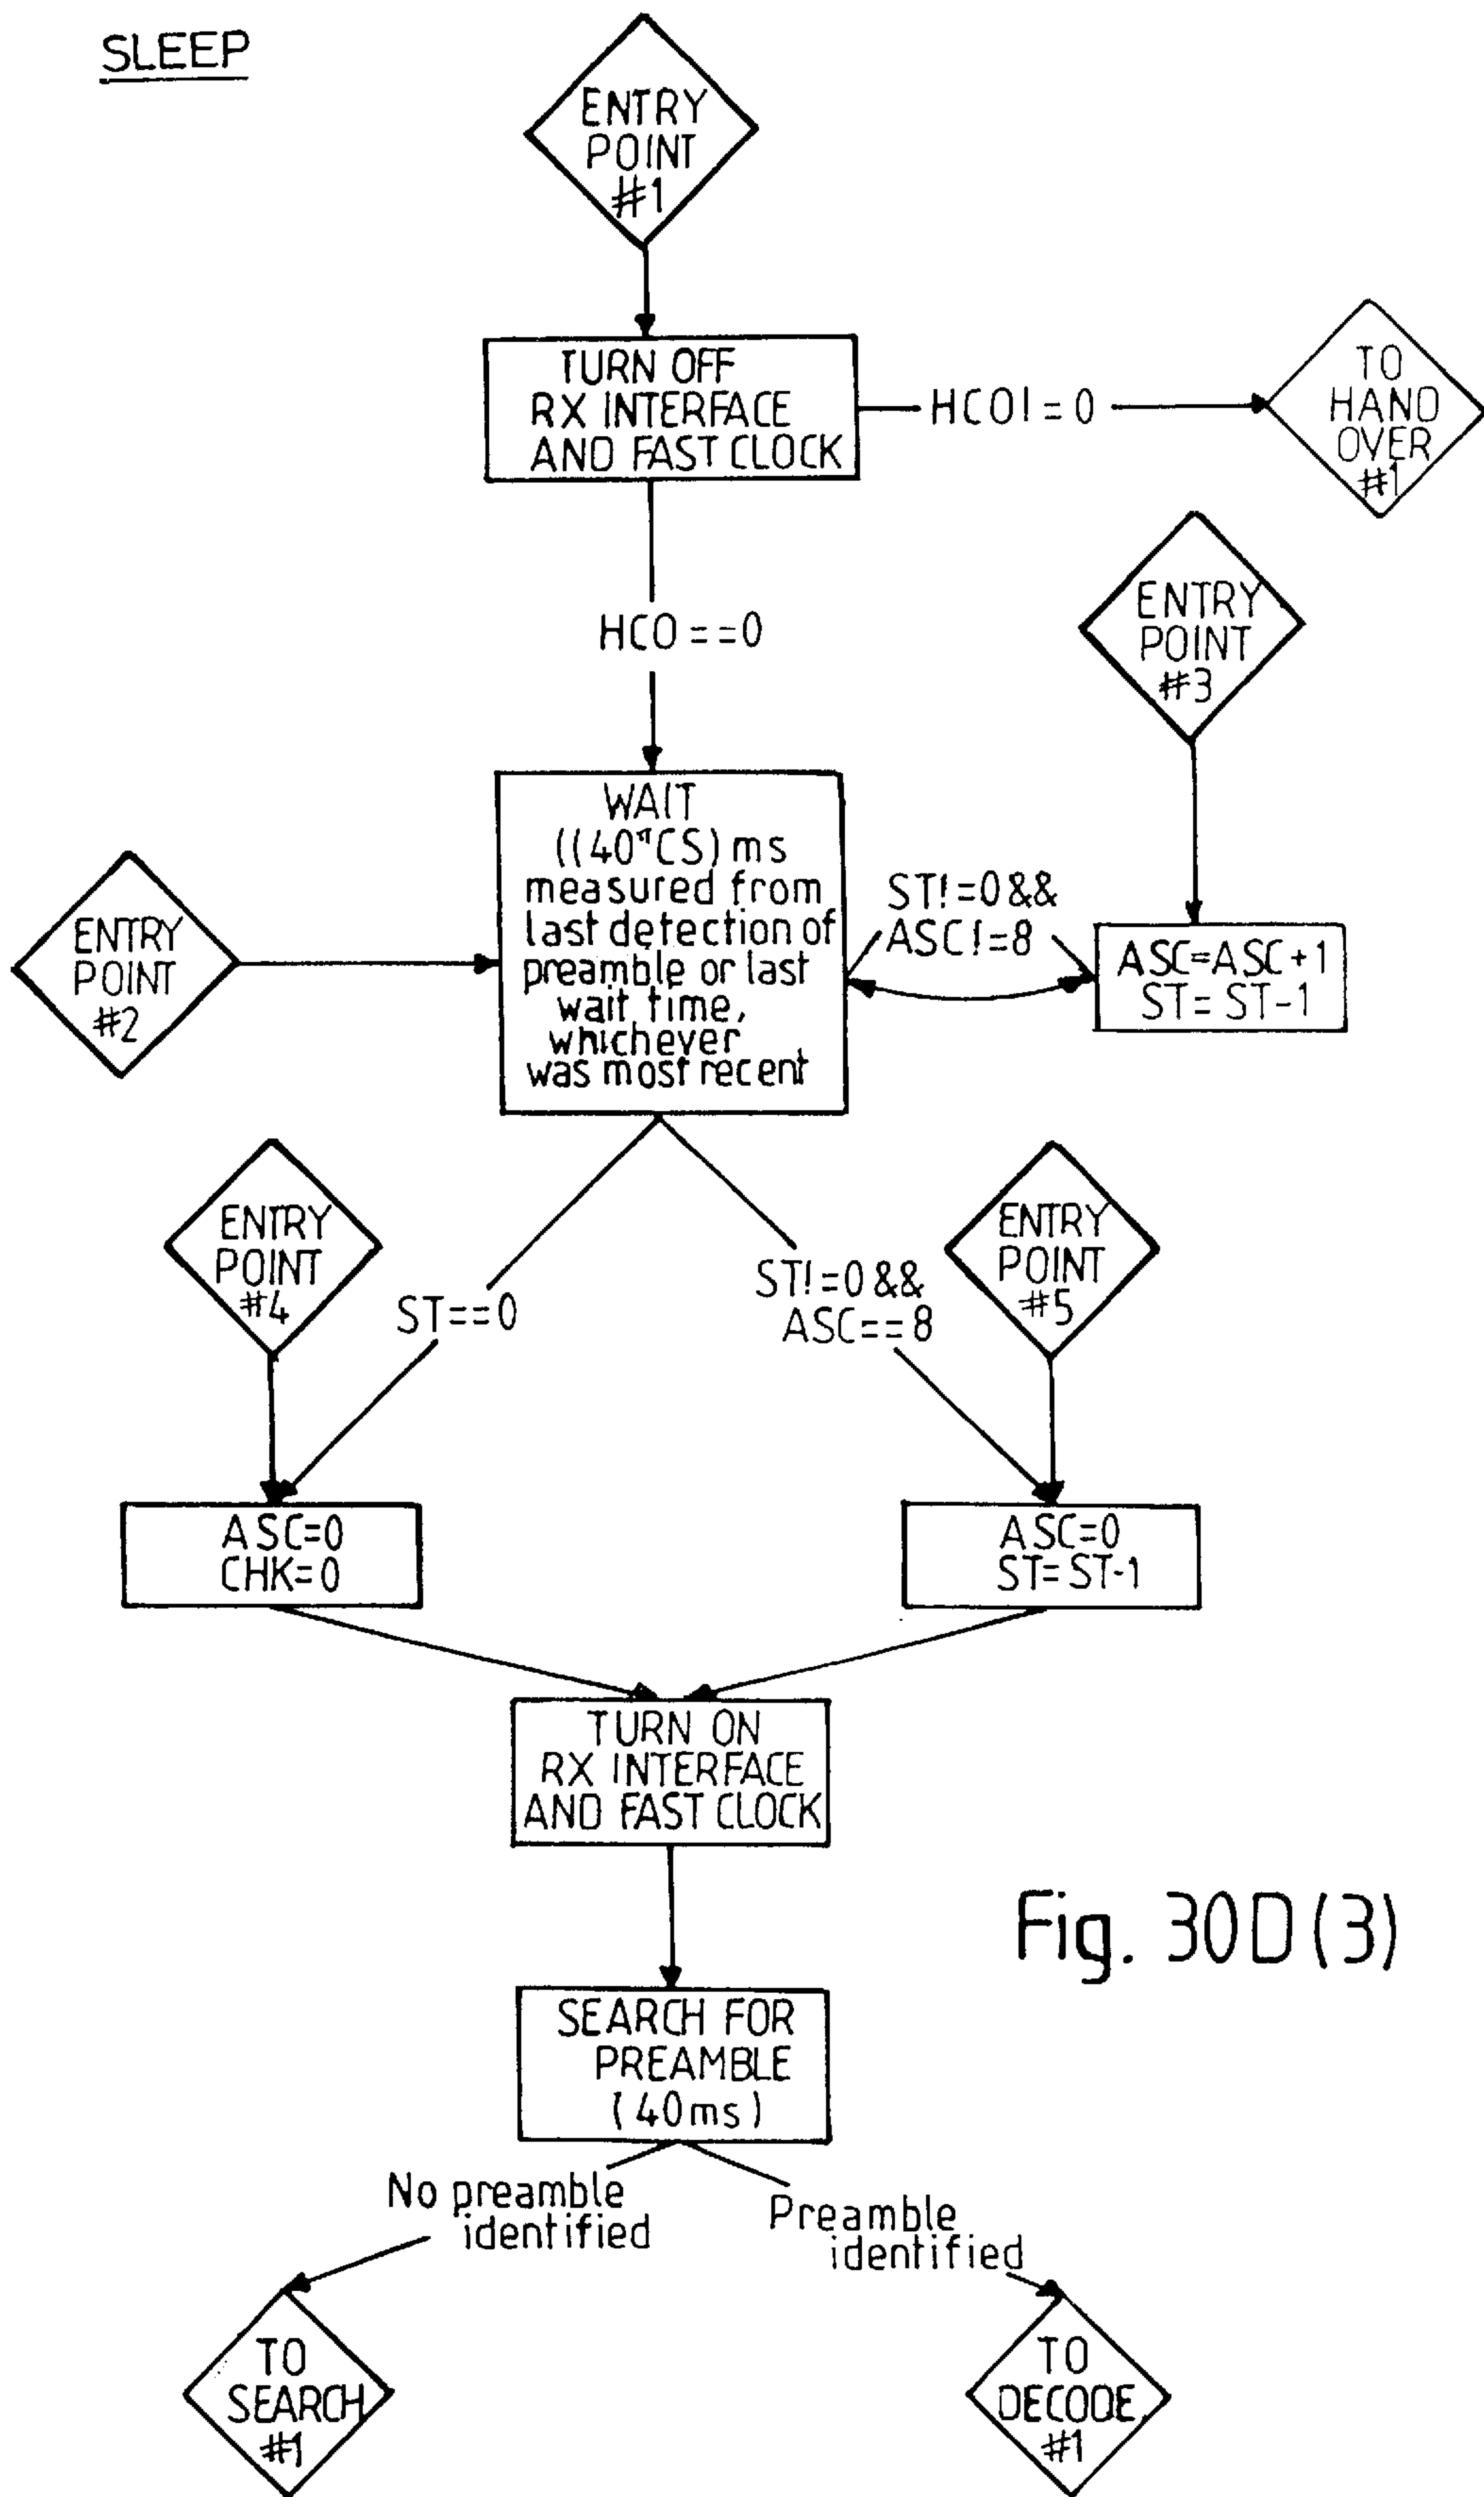 SLEEP
ENTRY
POINT
#1
TURN OFF
RX INTERFACE
AND FAST CLOCK
HCO!=0
TO
HAND
OVER
#1
HCO==0
ENTRY
POINT
#3
WAIT
((40*CS)ms
measured from
last detection of
preamble or last
wait time,
whichever
was most recent
ENTRY
POINT
#2
ST!=0&&
ASC!=8
ASC=ASC+1
ST=ST-1
ENTRY
POINT
#4
ST==0
ST!=0&&
ASC==8
ENTRY
POINT
#5
ASC=0
CHK=0
ASC=0
ST=ST-1
TURN ON
RX INTERFACE
AND FAST CLOCK
Fig. 30D(3)
SEARCH FOR
PREAMBLE
(40ms)
No preamble
identified
Preamble
identified
TO
SEARCH
#1
TO
DECODE
#1